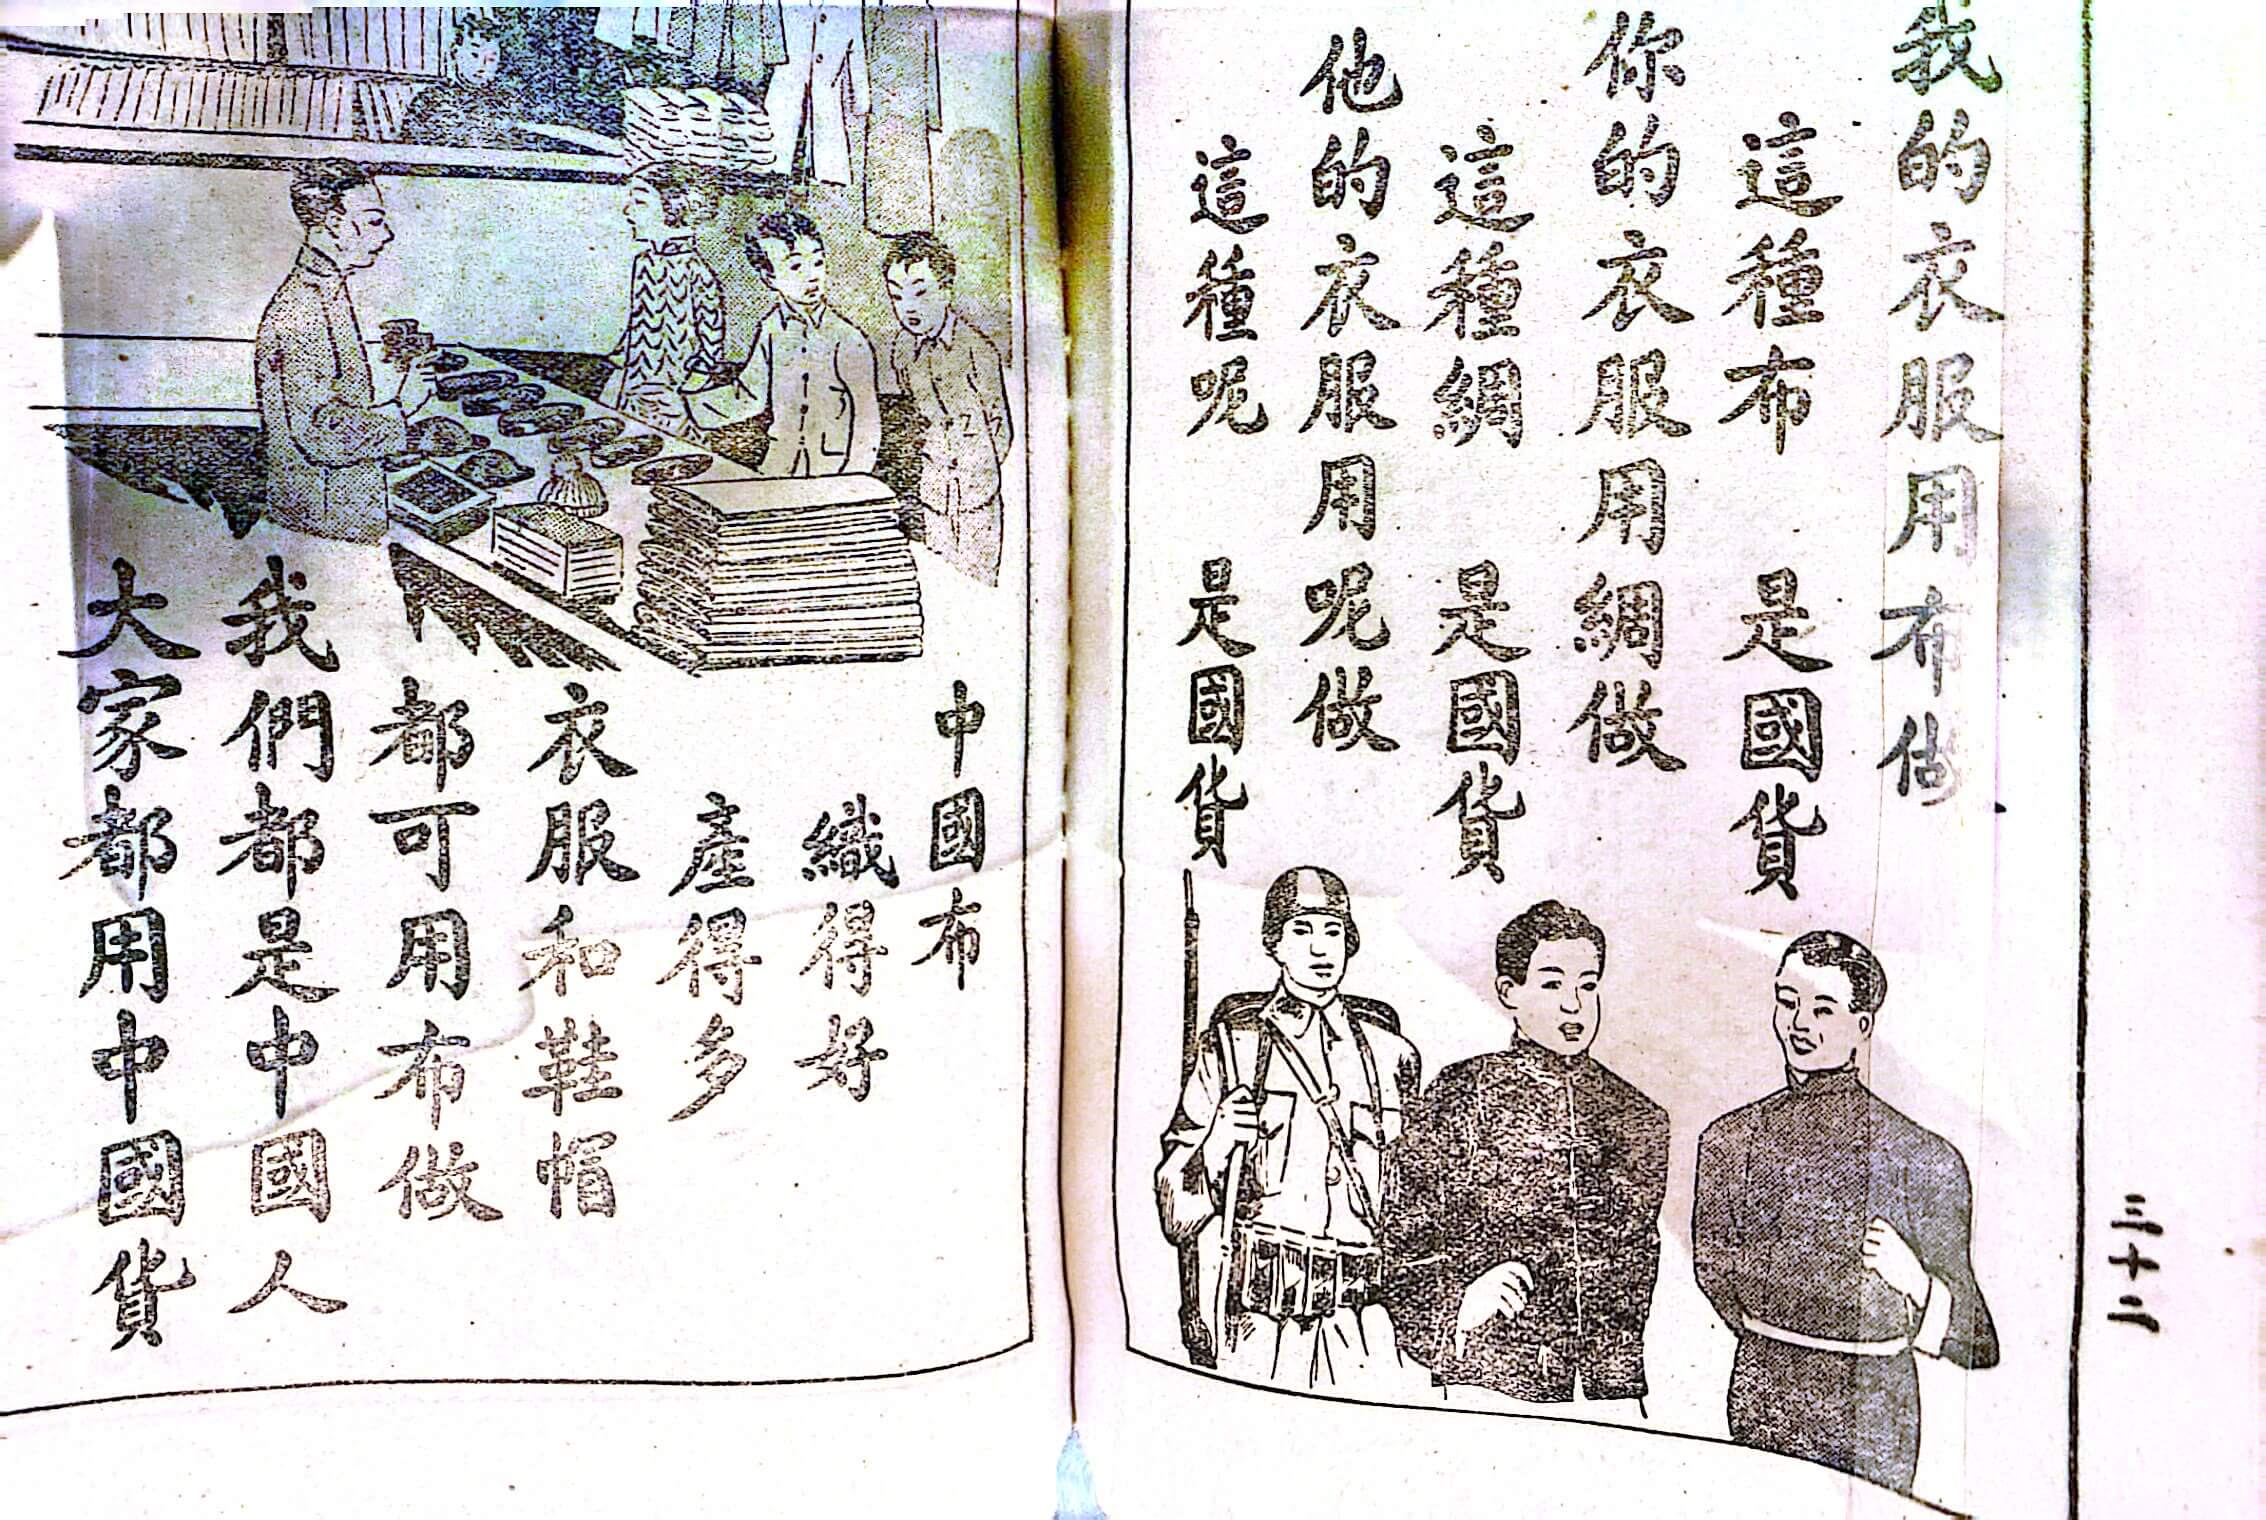 三十二
我的衣服用布做
這種布　是國貨
你的衣服用綢做
這種綢　是國貨
他的衣服用呢做
這種呢　是國貨
中國布
織得好
產得多
衣服和鞋帽
都可用布做
我們都是中國人
大家都用中國貨